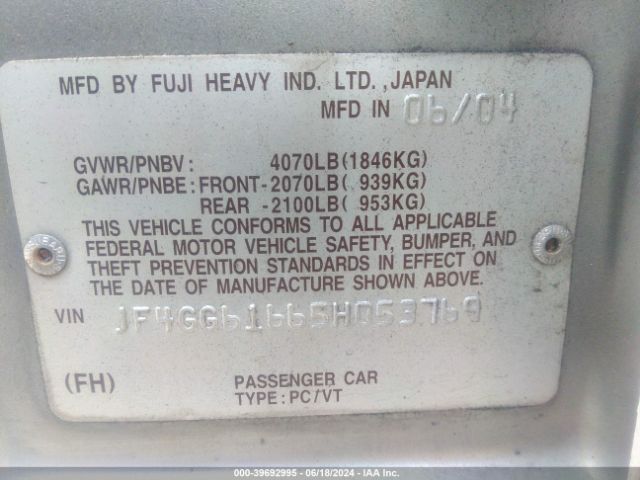 MFD BY FUJI HEAVY IND. LTD., JAPAN
MFD IN 06/04
GVWR/PNBV: 4070LB(1846KG)
GAWR/PNBE: FRONT-2070LB( 939KG)
REAR -2100LB( 953KG)
THIS VEHICLE CONFORMS TO ALL APPLICABLE
FEDERAL MOTOR VEHICLE SAFETY, BUMPER, AND
THEFT PREVENTION STANDARDS IN EFFECT ON
THE DATE OF MANUFACTURE SHOWN ABOVE.
VIN JF4GG61665H053769
(FH) PASSENGER CAR
TYPE: PC/VT
000-39692995 - 06/18/2024 - IAA Inc.